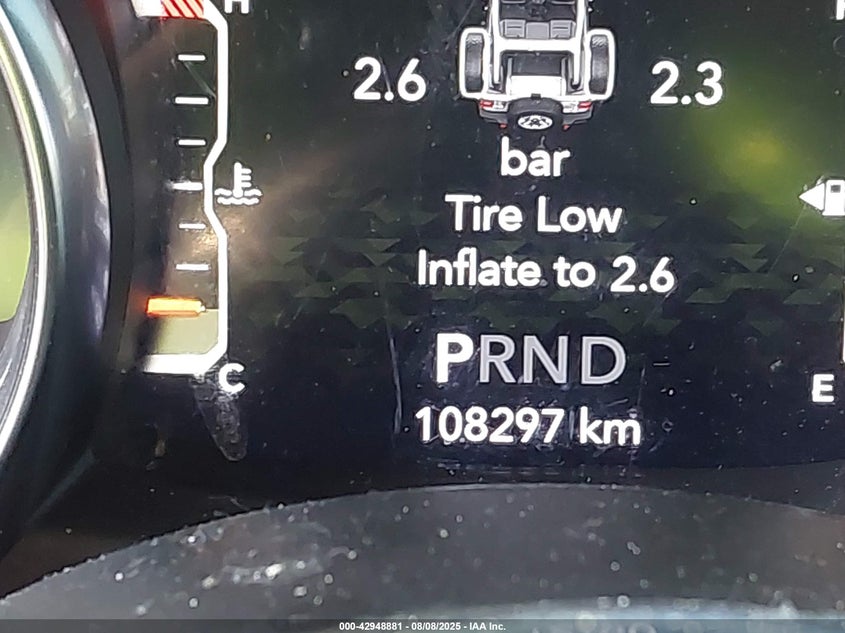 H
2.6 2.3
bar
Tire Low
Inflate to 2.6
PRND
C
E
108297 km
000-42948881 - 08/08/2025 - IAA Inc.